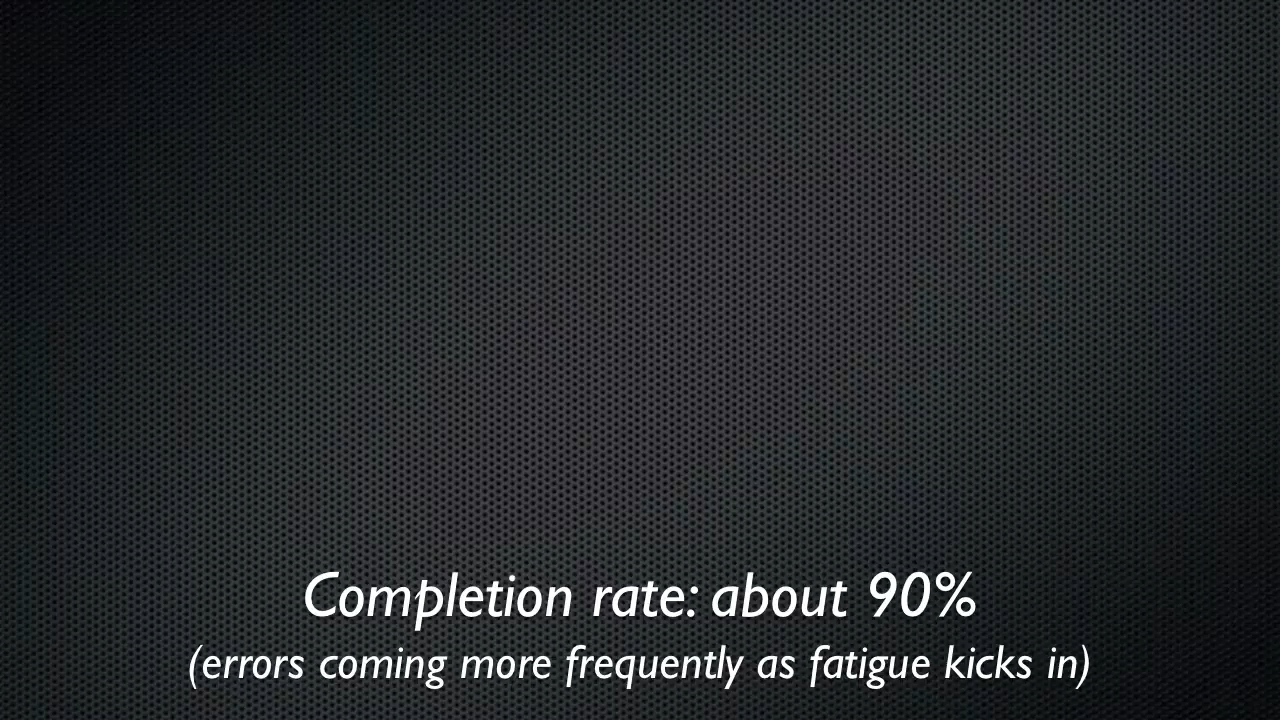 Completion rate: about 90%
(errors coming more frequently as fatigue kicks in)